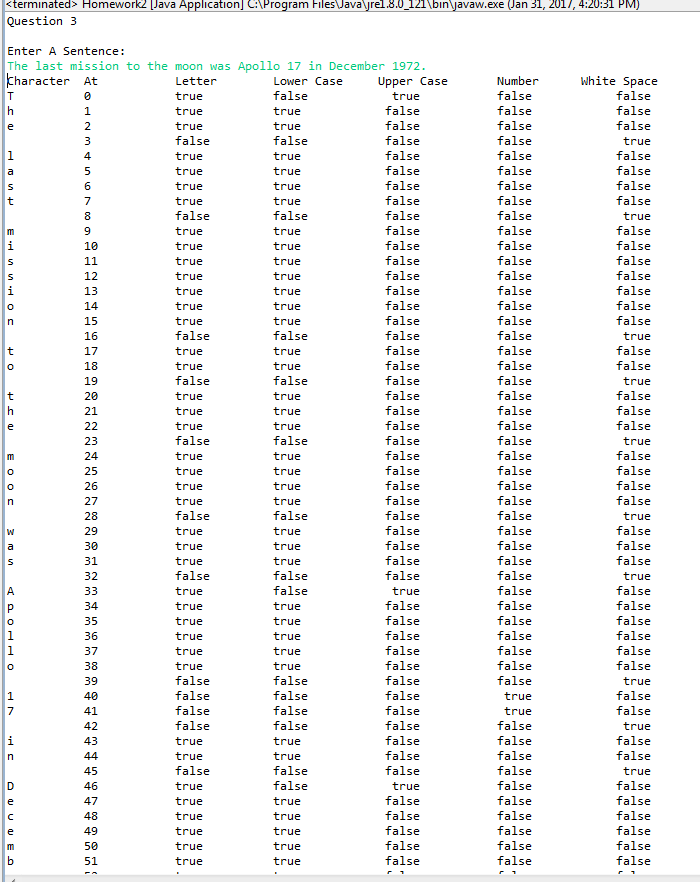 <terminated> Homework2 [Java Application] C:\Program Files\Java\jre1.8.0_121\bin\javaw.exe (Jan 31, 2017, 4:20:31 PM)
Question 3
Enter A Sentence:
The last mission to the moon was Apollo 17 in December 1972.
Character At Letter Lower Case Upper Case Number White Space
T 0 true false true false false
h 1 true true false false false
e 2 true true false false false
3 false false false false true
l 4 true true false false false
a 5 true true false false false
s 6 true true false false false
t 7 true true false false false
8 false false false false true
m 9 true true false false false
i 10 true true false false false
s 11 true true false false false
s 12 true true false false false
i 13 true true false false false
o 14 true true false false false
n 15 true true false false false
16 false false false false true
t 17 true true false false false
o 18 true true false false false
19 false false false false true
t 20 true true false false false
h 21 true true false false false
e 22 true true false false false
23 false false false false true
m 24 true true false false false
o 25 true true false false false
o 26 true true false false false
n 27 true true false false false
28 false false false false true
w 29 true true false false false
a 30 true true false false false
s 31 true true false false false
32 false false false false true
A 33 true false true false false
p 34 true true false false false
o 35 true true false false false
l 36 true true false false false
l 37 true true false false false
o 38 true true false false false
39 false false false false true
1 40 false false false true false
7 41 false false false true false
42 false false false false true
i 43 true true false false false
n 44 true true false false false
45 false false false false true
D 46 true false true false false
e 47 true true false false false
c 48 true true false false false
e 49 true true false false false
m 50 true true false false false
b 51 true true false false false